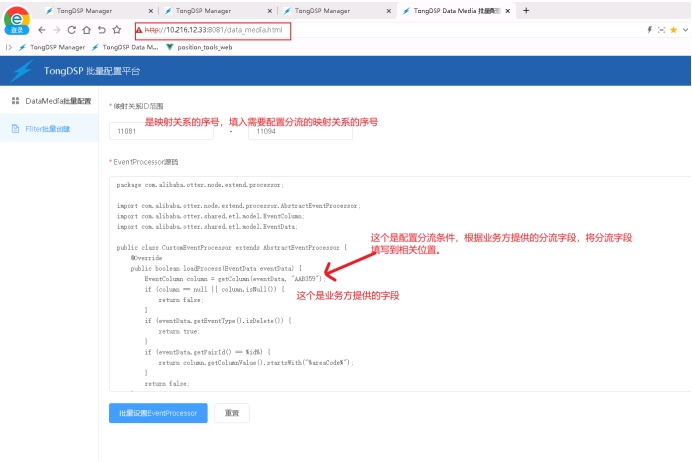 TongDSP Manager
TongDSP Manager
TongDSP Manager
TongDSP Data Media 批量配置
登录
http://10.216.12.33:8081/data_media.html
TongDSP Manager
TongDSP Data M...
position_tools_web
TongDSP 批量配置平台
DataMedia批量配置
Filter批量创建
* 映射关系ID范围
是映射关系的序号，填入需要配置分流的映射关系的序号
11081 - 11094
* EventProcessor源码
package com.alibaba.otter.node.extend.processor;
import com.alibaba.otter.node.extend.processor.AbstractEventProcessor;
import com.alibaba.otter.shared.etl.model.EventColumn;
import com.alibaba.otter.shared.etl.model.EventData;
public class CustomEventProcessor extends AbstractEventProcessor {
@Override
public boolean loadProcess(EventData eventData) {
EventColumn column = getColumn(eventData, "AAB359");
if (column == null || column.isNull()) {
return false;
}
if (eventData.getEventType().isDelete()) {
return true;
}
if (eventData.getPairId() == %id%) {
return column.getColumnValue().startsWith("%areaCode%");
}
return false;
这个是配置分流条件，根据业务方提供的分流字段，将分流字段
填写到相关位置。
这个是业务方提供的字段
批量设置EventProcessor
重置